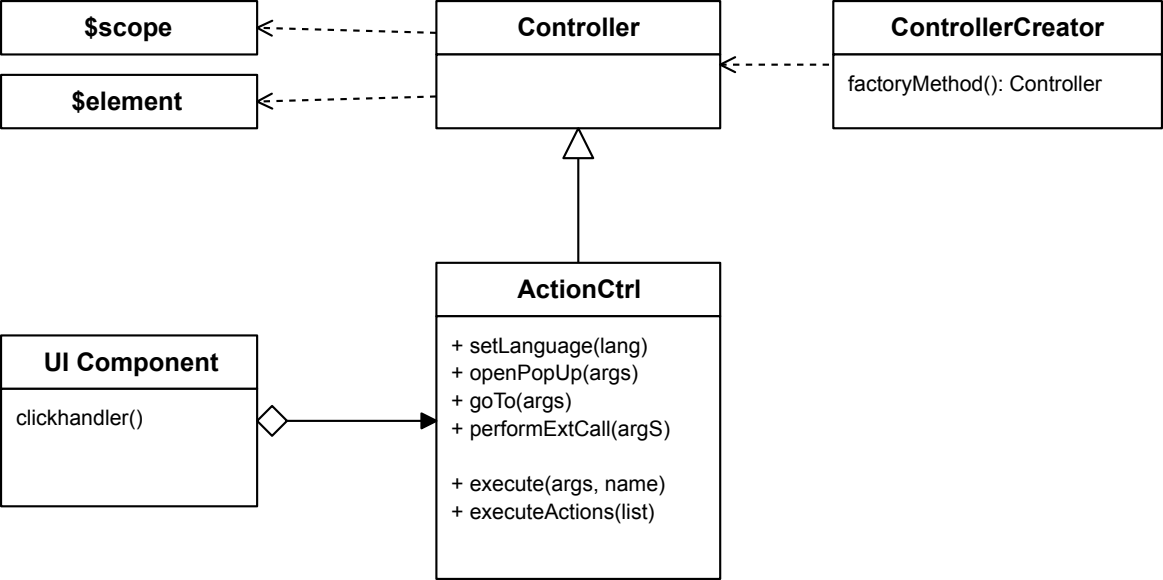 $scope
Controller
ControllerCreator
factoryMethod(): Controller
$element
ActionCtrl
+ setLanguage(lang)
+ openPopUp(args)
+ goTo(args)
+ performExtCall(argS)
+ execute(args, name)
+ executeActions(list)
UI Component
clickhandler()